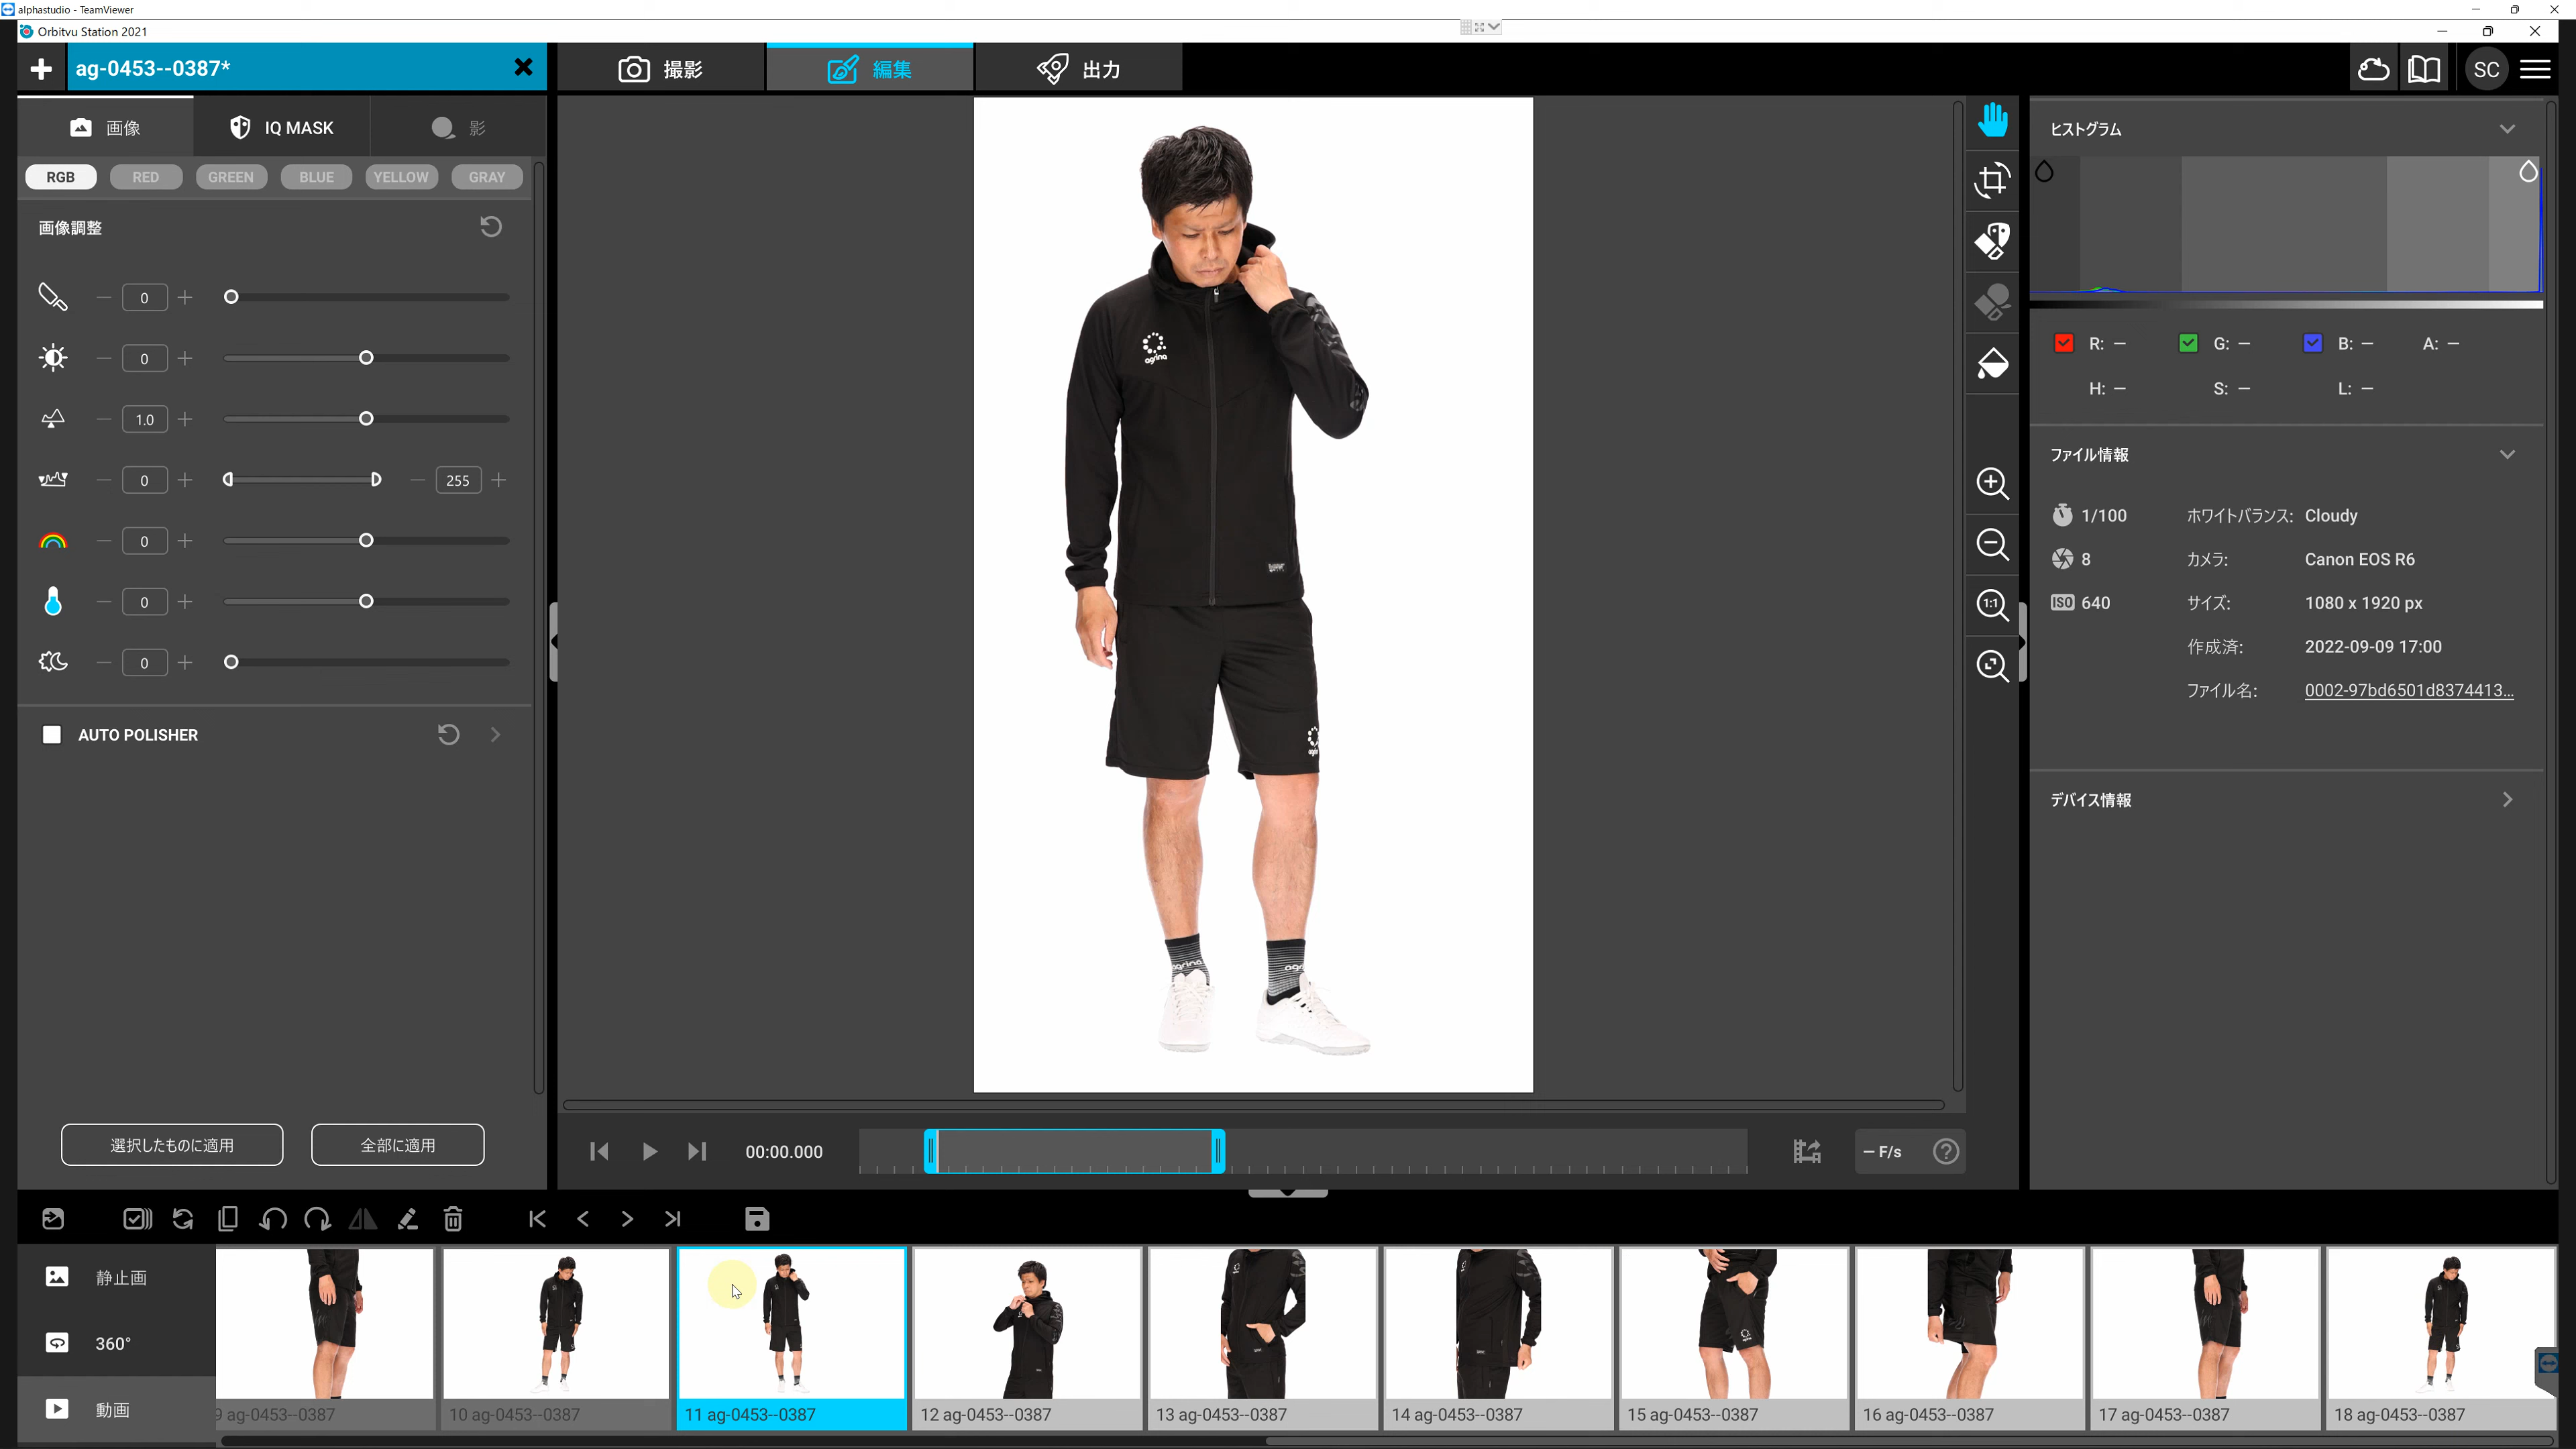 alphastudio - TeamViewer
Orbitvu Station 2021
ag-0453--0387*
撮影
編集
出力
SC
画像
IQ MASK
影
RGB
RED
GREEN
BLUE
YELLOW
GRAY
画像調整
0
0
1.0
0
255
0
0
0
AUTO POLISHER
選択したものに適用
全部に適用
agrina
agrina
agrina
1:1
ヒストグラム
R: –
G: –
B: –
A: –
H: –
S: –
L: –
ファイル情報
1/100
ホワイトバランス: Cloudy
8
カメラ: Canon EOS R6
ISO 640
サイズ: 1080 x 1920 px
作成済: 2022-09-09 17:00
ファイル名: 0002-97bd6501d8374413...
デバイス情報
00:00.000
– F/s
?
静止画
360°
動画
9 ag-0453--0387
10 ag-0453--0387
11 ag-0453--0387
12 ag-0453--0387
13 ag-0453--0387
14 ag-0453--0387
15 ag-0453--0387
16 ag-0453--0387
17 ag-0453--0387
18 ag-0453--0387